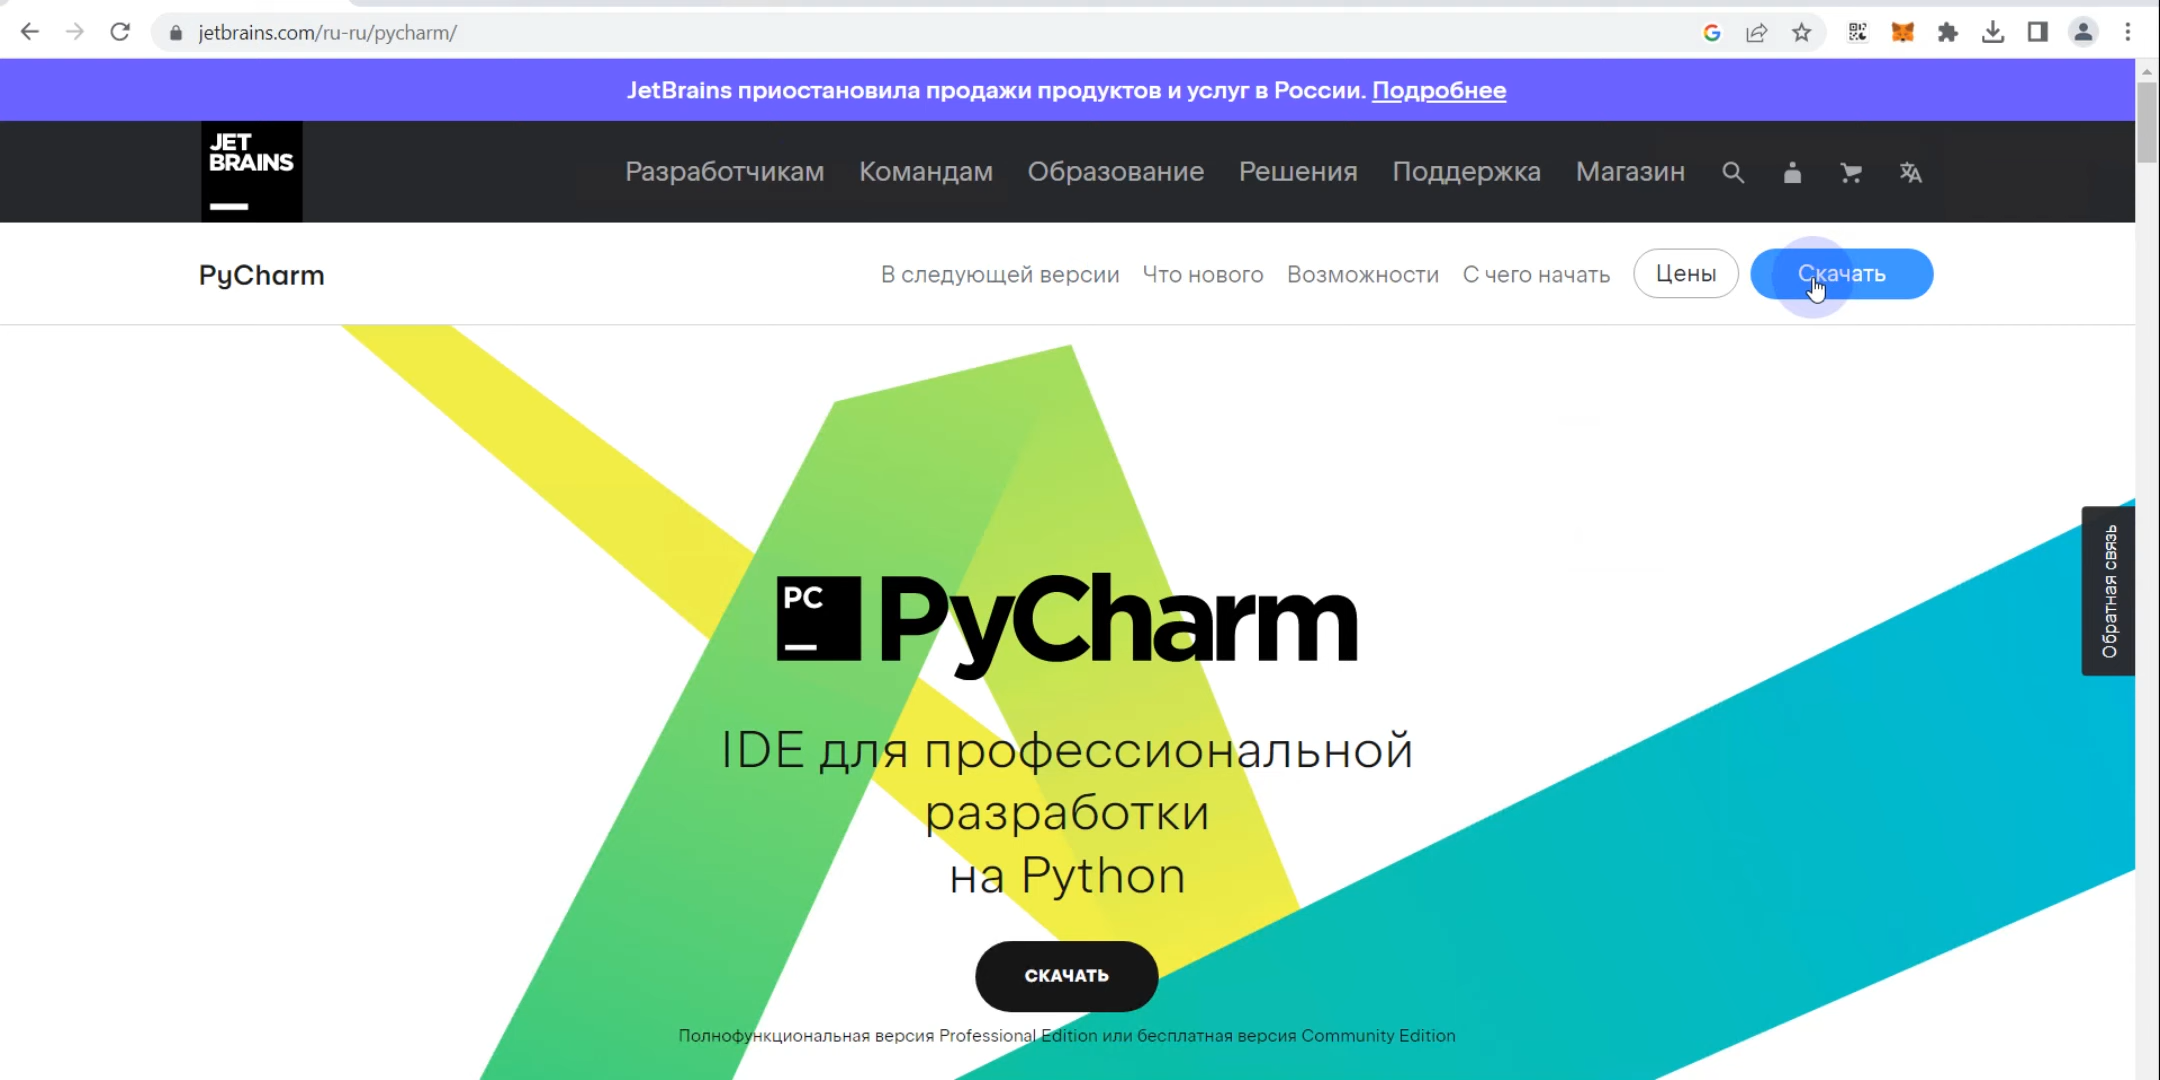 jetbrains.com/ru-ru/pycharm/
JetBrains приостановила продажи продуктов и услуг в России. Подробнее
JET
BRAINS
Разработчикам Командам Образование Решения Поддержка Магазин
PyCharm
В следующей версии Что нового Возможности С чего начать Цены Скачать
Обратная связь
PC PyCharm
IDE для профессиональной
разработки
на Python
СКАЧАТЬ
Полнофункциональная версия Professional Edition или бесплатная версия Community Edition